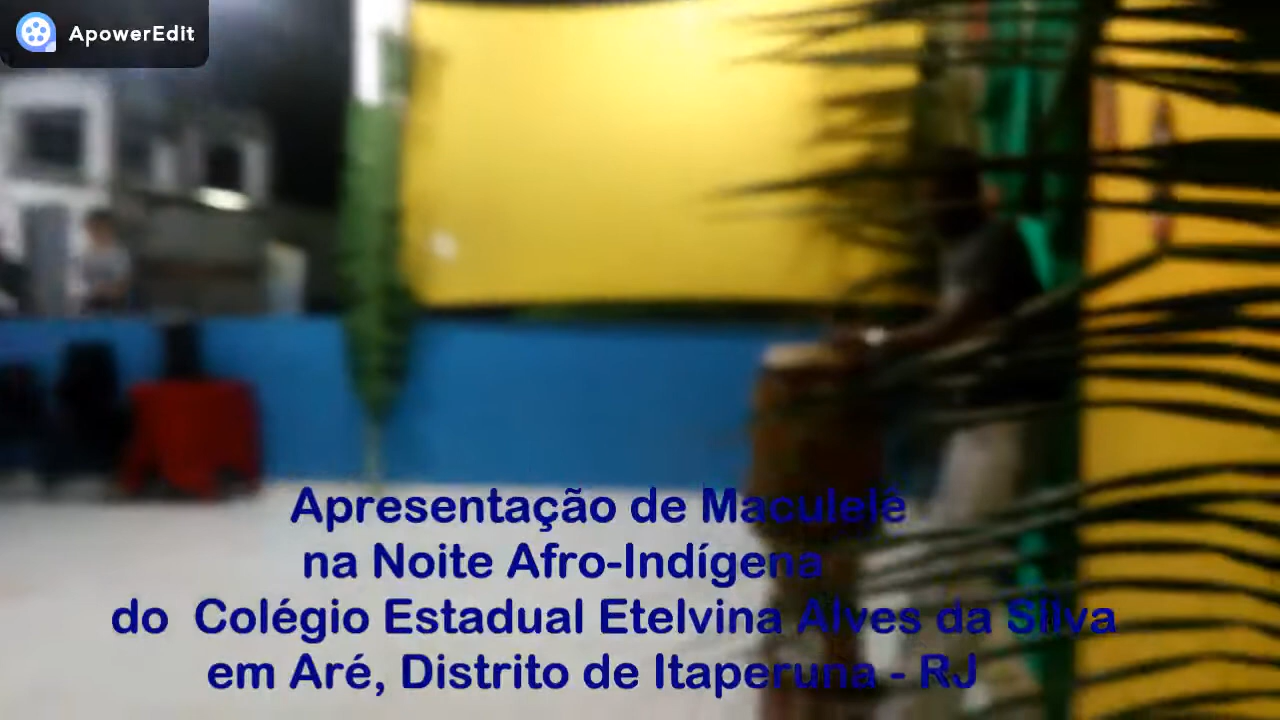 ApowerEdit
Apresentação de Maculelê
na Noite Afro-Indígena
do Colégio Estadual Etelvina Alves da Silva
em Aré, Distrito de Itaperuna - RJ